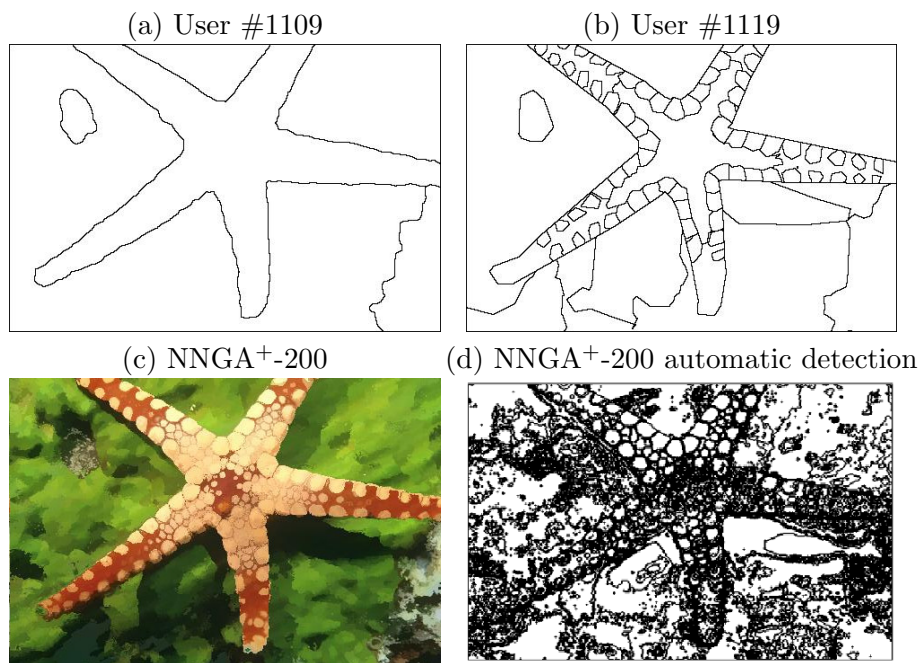 (a) User #1109
(b) User #1119
(c) NNGA⁺-200
(d) NNGA⁺-200 automatic detection